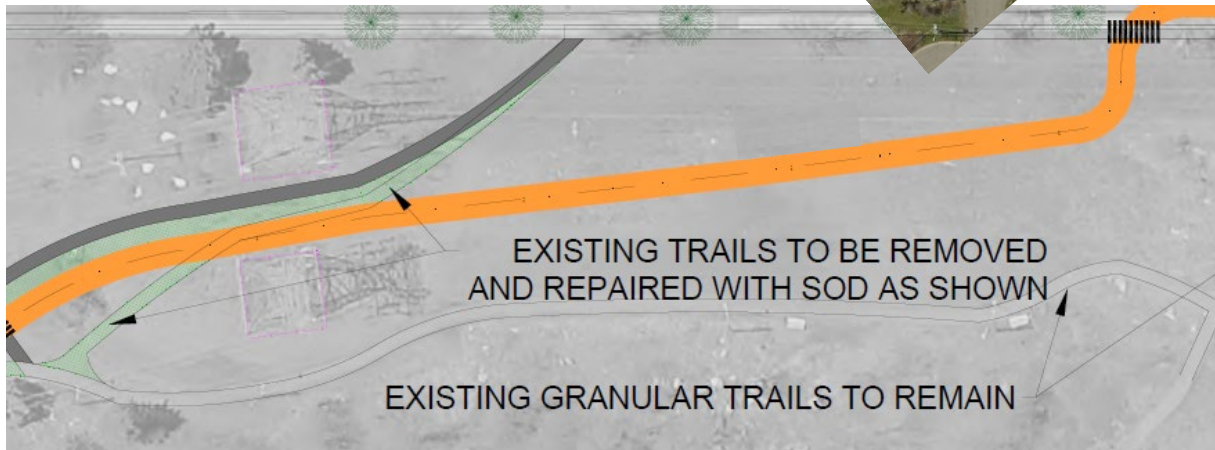 EXISTING TRAILS TO BE REMOVED
AND REPAIRED WITH SOD AS SHOWN
EXISTING GRANULAR TRAILS TO REMAIN